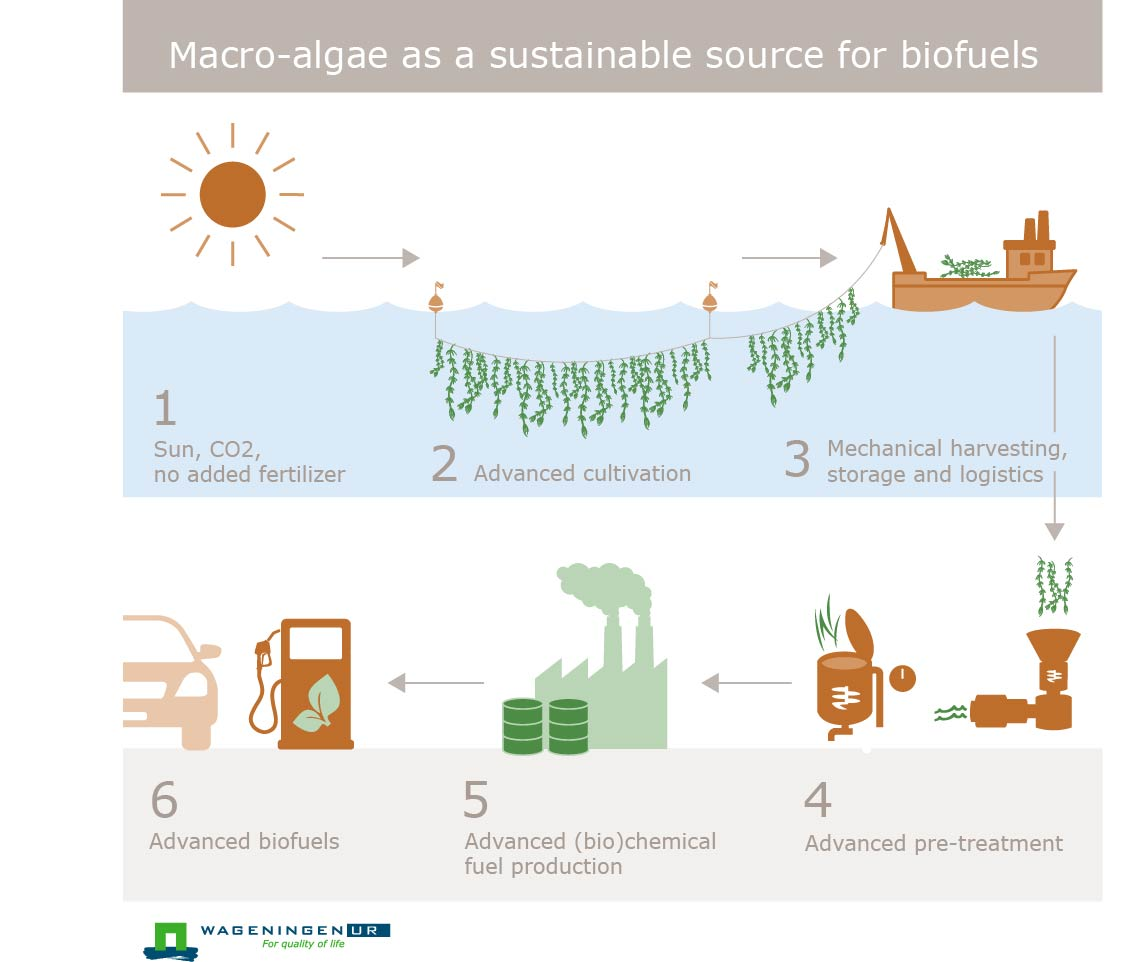 Macro-algae as a sustainable source for biofuels
1
Sun, CO2,
no added fertilizer
2 Advanced cultivation
3 Mechanical harvesting,
storage and logistics
6
Advanced biofuels
5
Advanced (bio)chemical
fuel production
4
Advanced pre-treatment
WAGENINGEN UR
For quality of life